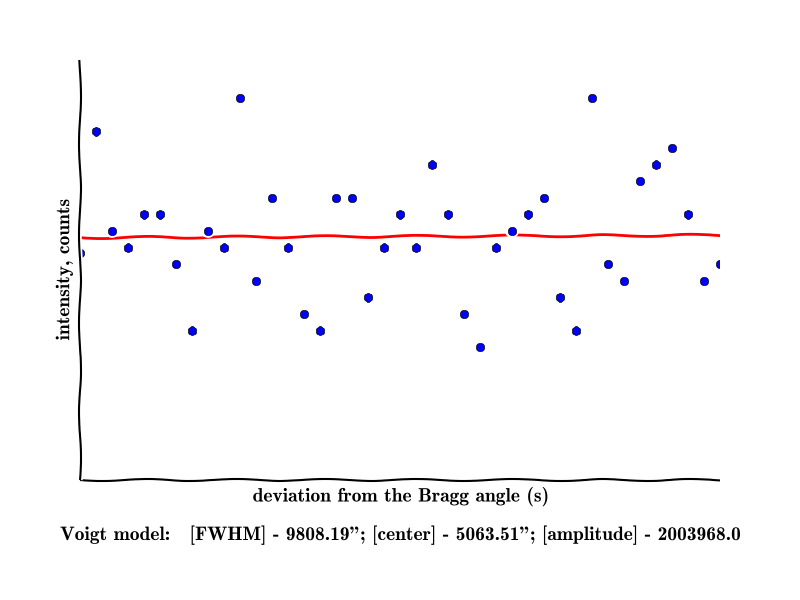 intensity, counts
deviation from the Bragg angle (s)
Voigt model: [FWHM] - 9808.19”; [center] - 5063.51”; [amplitude] - 2003968.0